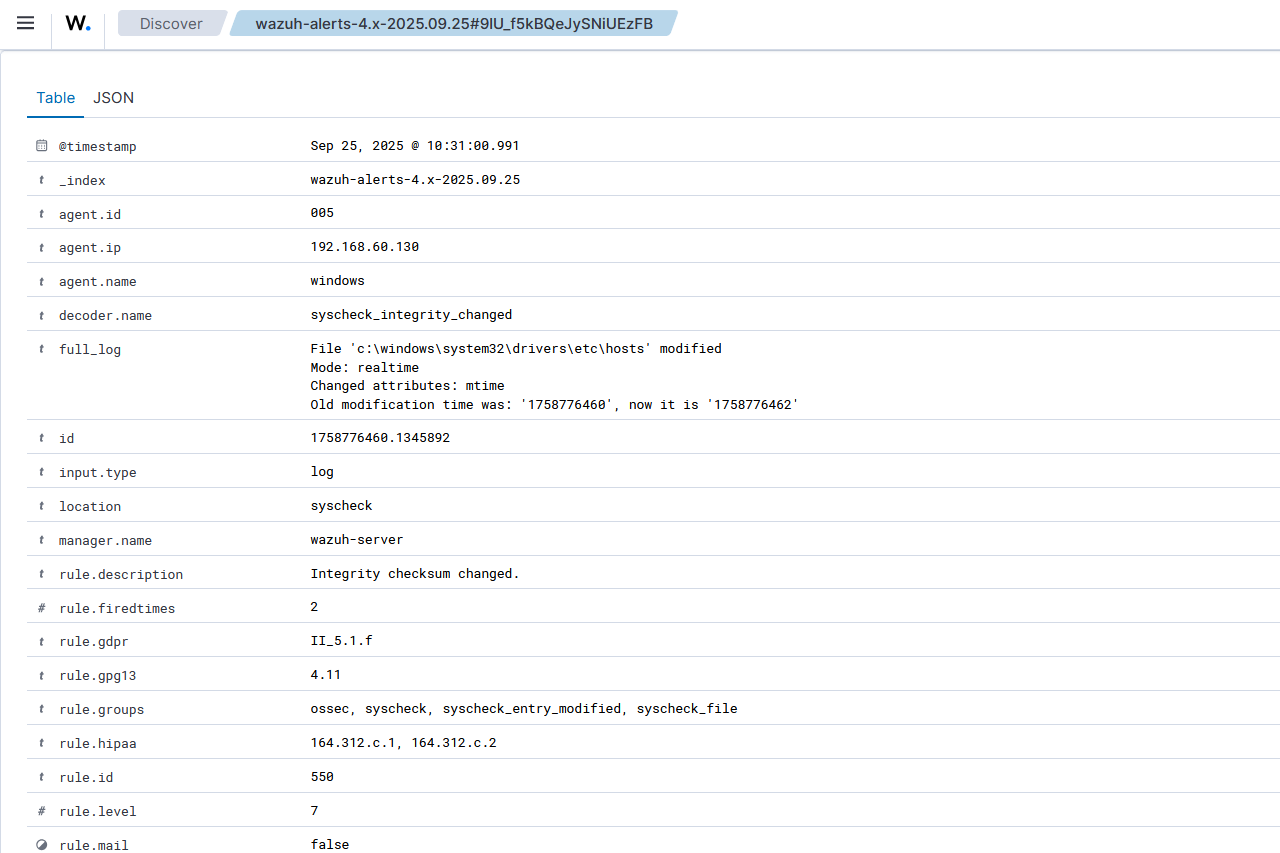 W.
Discover
wazuh-alerts-4.x-2025.09.25#9lU_f5kBQeJySNiUEzFB
Table JSON
@timestamp Sep 25, 2025 @ 10:31:00.991
t _index wazuh-alerts-4.x-2025.09.25
t agent.id 005
t agent.ip 192.168.60.130
t agent.name windows
t decoder.name syscheck_integrity_changed
t full_log File 'c:\windows\system32\drivers\etc\hosts' modified
Mode: realtime
Changed attributes: mtime
Old modification time was: '1758776460', now it is '1758776462'
t id 1758776460.1345892
t input.type log
t location syscheck
t manager.name wazuh-server
t rule.description Integrity checksum changed.
# rule.firedtimes 2
t rule.gdpr II_5.1.f
t rule.gpg13 4.11
t rule.groups ossec, syscheck, syscheck_entry_modified, syscheck_file
t rule.hipaa 164.312.c.1, 164.312.c.2
t rule.id 550
# rule.level 7
rule.mail false